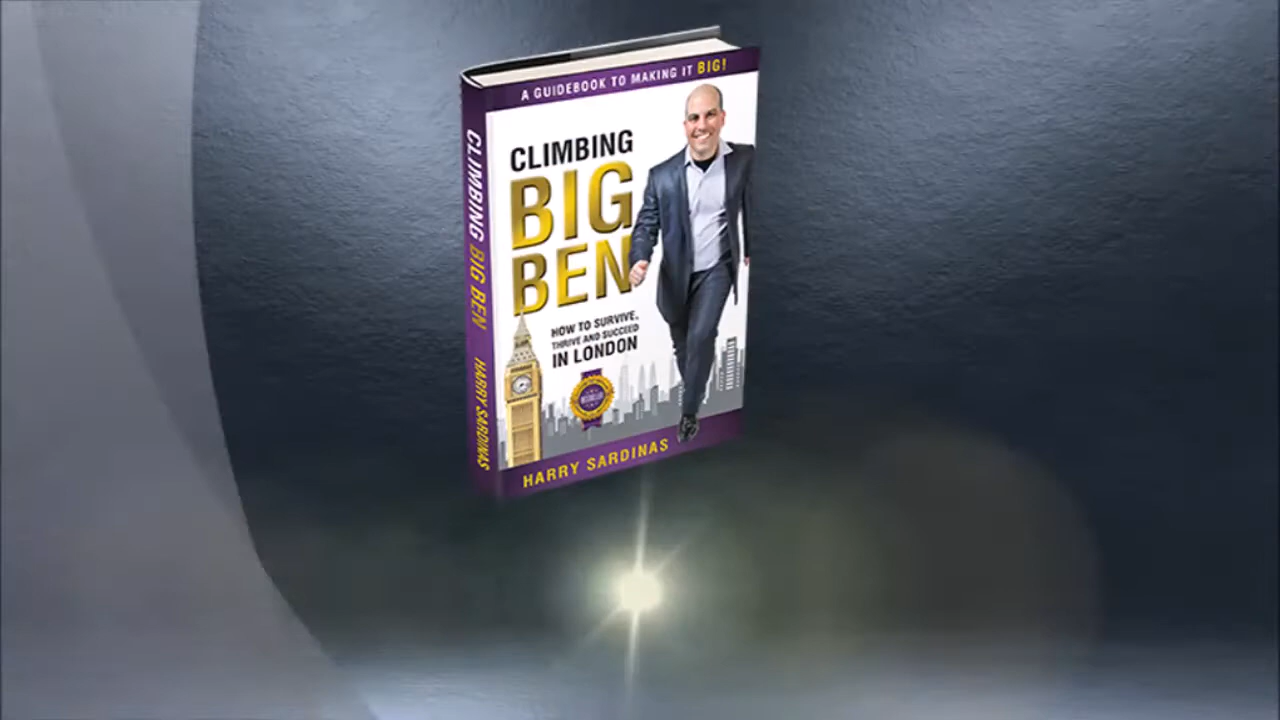 A GUIDEBOOK TO MAKING IT BIG!
CLIMBING
BIG
BEN
HOW TO SURVIVE,
THRIVE AND SUCCEED
IN LONDON
HARRY SARDINAS
CLIMBING BIG BEN HARRY SARDINAS